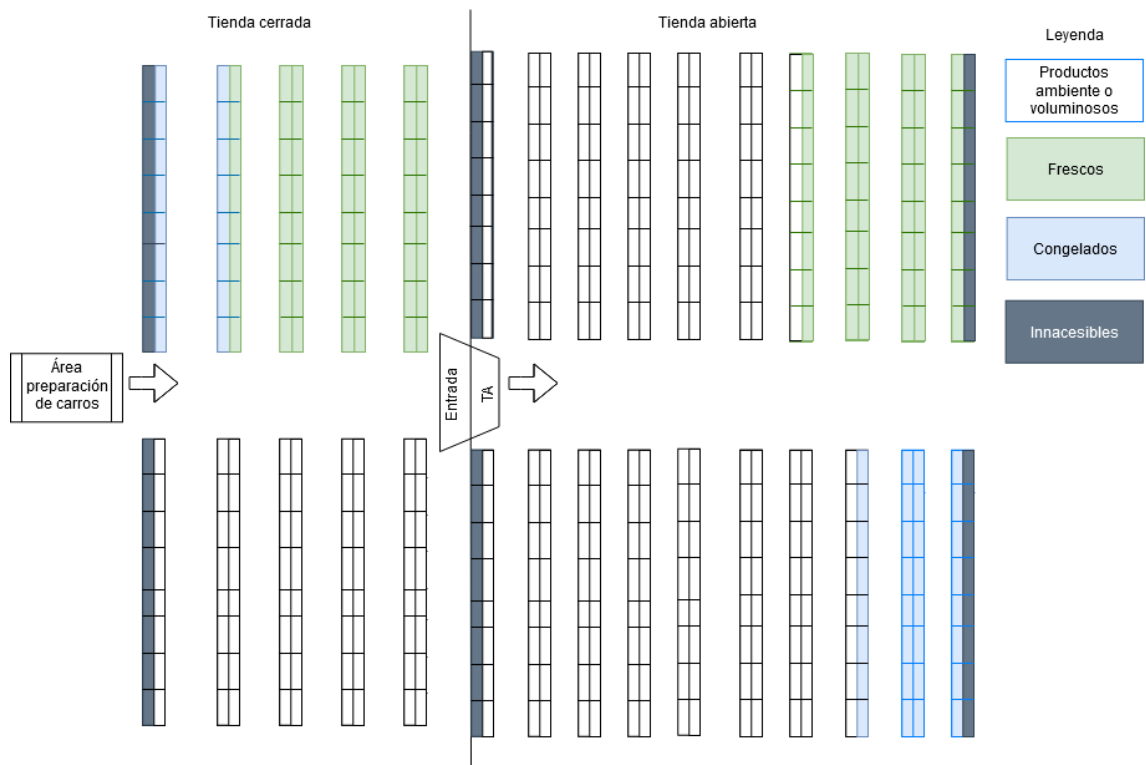 Tienda cerrada
Tienda abierta
Leyenda
Productos
ambiente o
voluminosos
Frescos
Congelados
Innacesibles
Área
preparación
de carros
Entrada
TA